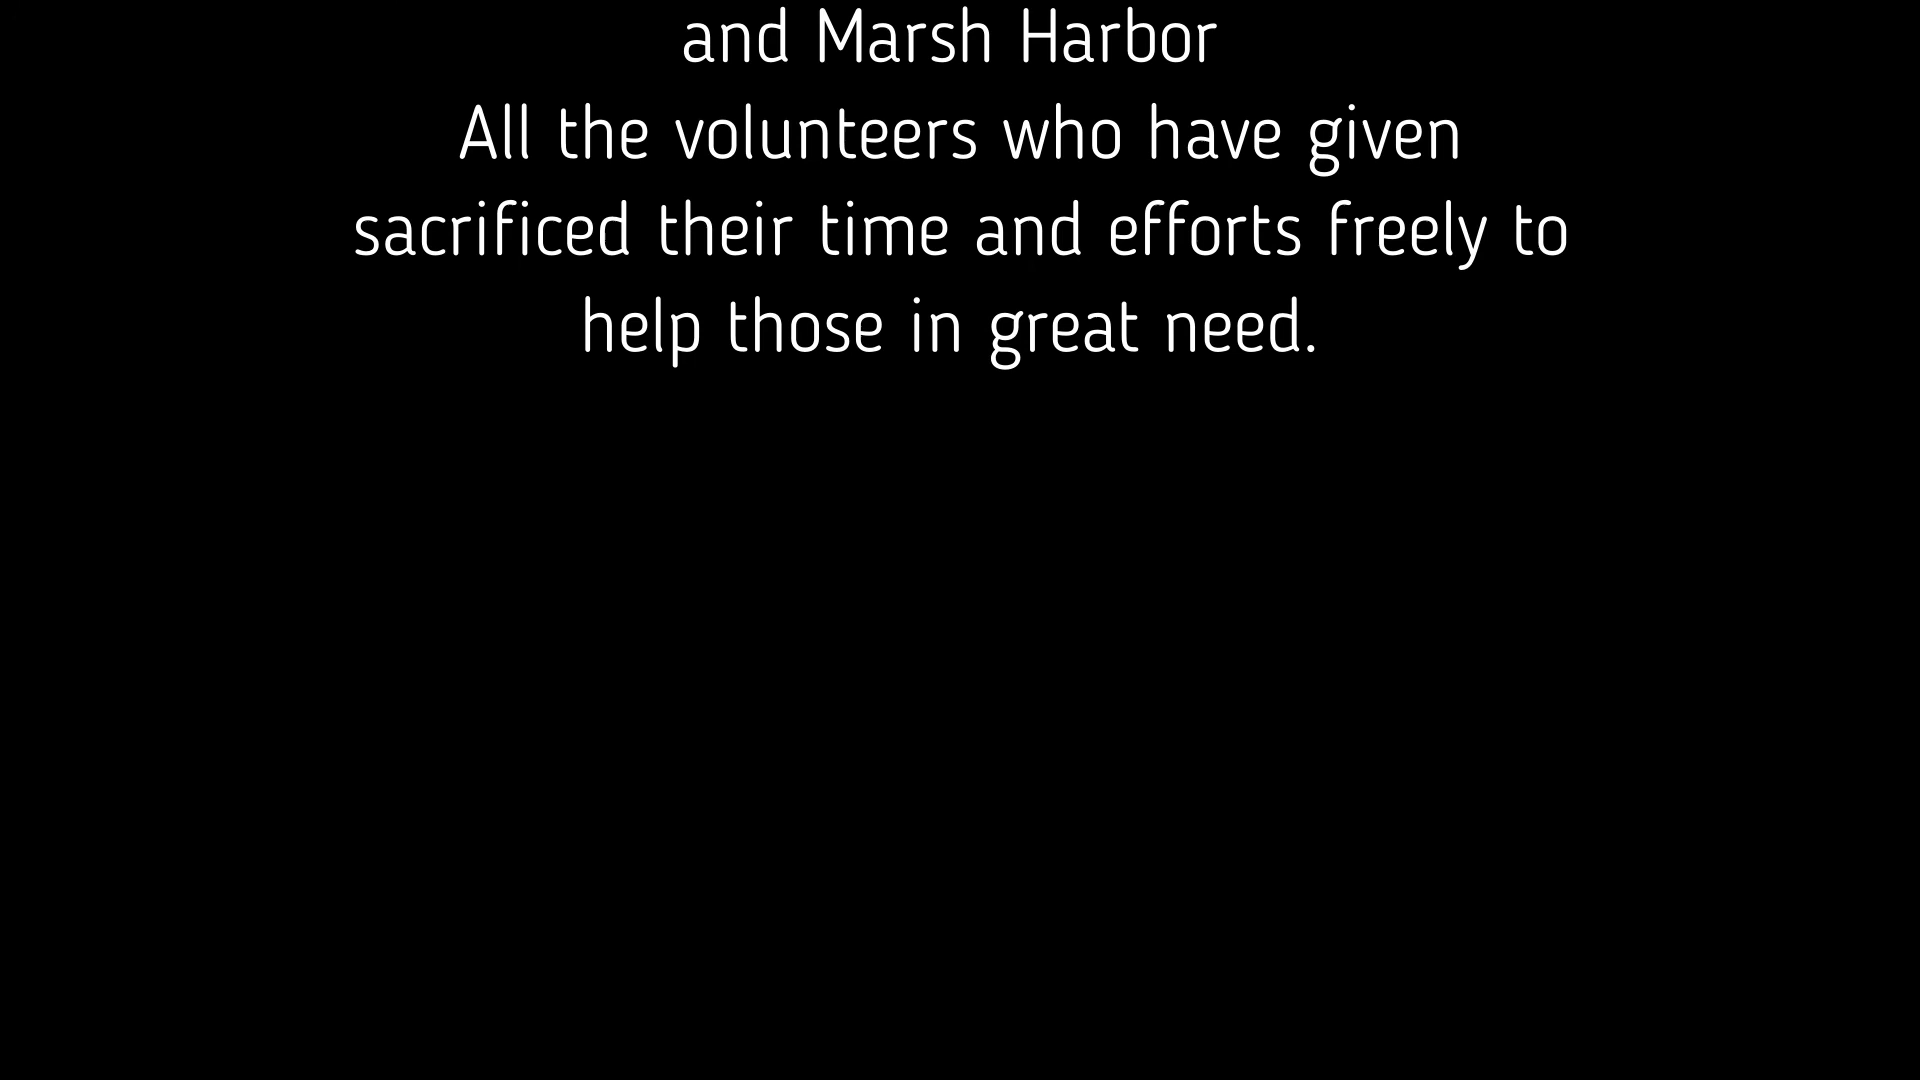 and Marsh Harbor
All the volunteers who have given
sacrificed their time and efforts freely to
help those in great need.